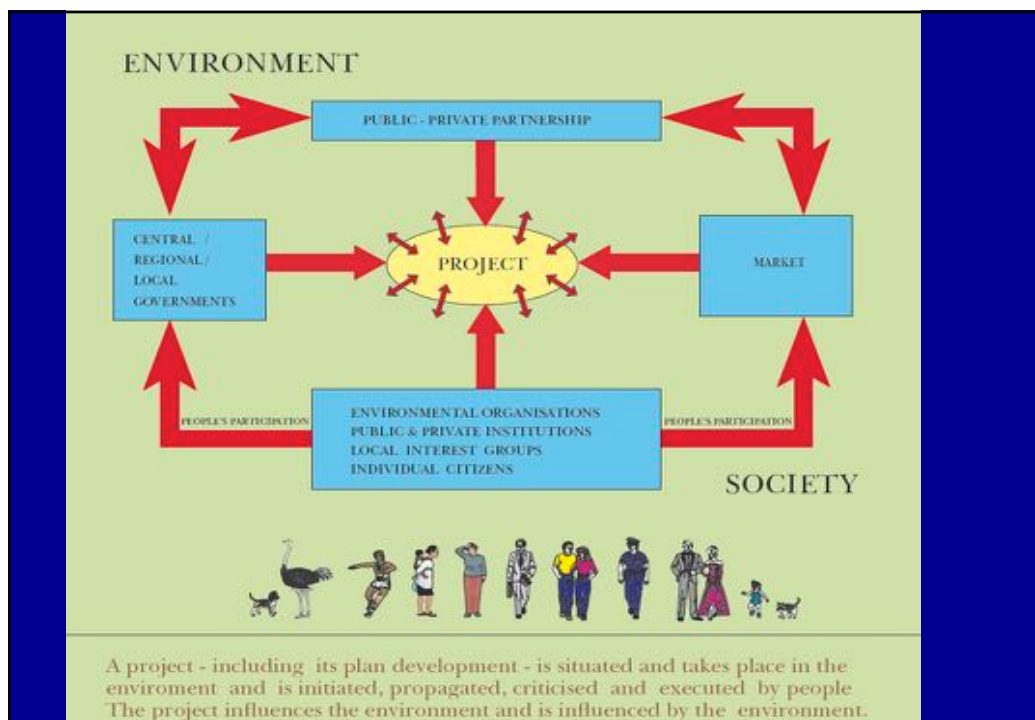 ENVIRONMENT
PUBLIC - PRIVATE PARTNERSHIP
CENTRAL /
REGIONAL /
LOCAL
GOVERNMENTS
PROJECT
MARKET
PEOPLE'S PARTICIPATION
ENVIRONMENTAL ORGANISATIONS
PUBLIC & PRIVATE INSTITUTIONS
LOCAL INTEREST GROUPS
INDIVIDUAL CITIZENS
PEOPLE'S PARTICIPATION
SOCIETY
A project - including its plan development - is situated and takes place in the
enviroment and is initiated, propagated, criticised and executed by people
The project influences the environment and is influenced by the environment.